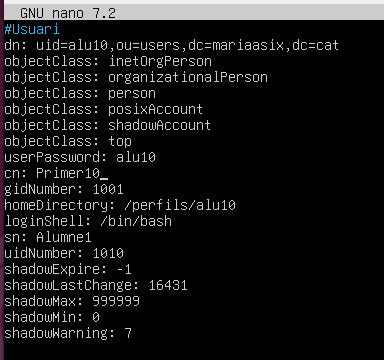 GNU nano 7.2
#Usuari
dn: uid=alu10,ou=users,dc=mariaasix,dc=cat
objectClass: inetOrgPerson
objectClass: organizationalPerson
objectClass: person
objectClass: posixAccount
objectClass: shadowAccount
objectClass: top
userPassword: alu10
cn: Primer10_
gidNumber: 1001
homeDirectory: /perfils/alu10
loginShell: /bin/bash
sn: Alumne1
uidNumber: 1010
shadowExpire: -1
shadowLastChange: 16431
shadowMax: 999999
shadowMin: 0
shadowWarning: 7